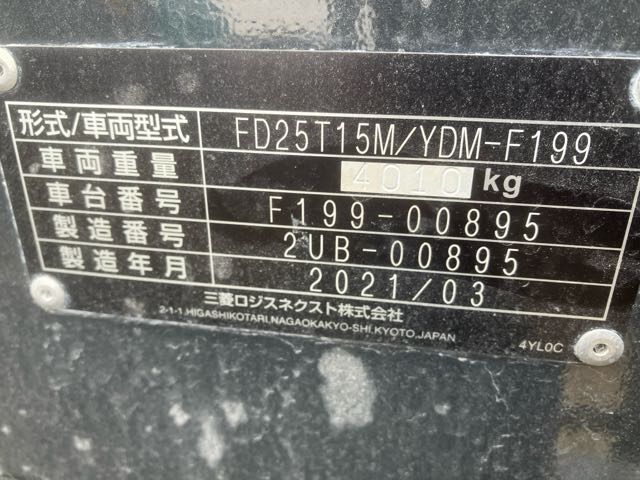 形式/車両型式 FD25T15M/YDM-F199
車両重量 4010 kg
車台番号 F199-00895
製造番号 2UB-00895
製造年月 2021/03
三菱ロジスネクスト株式会社
2-1-1.HIGASHIKOTARI,NAGAOKAKYO-SHI,KYOTO,JAPAN
4YL0C